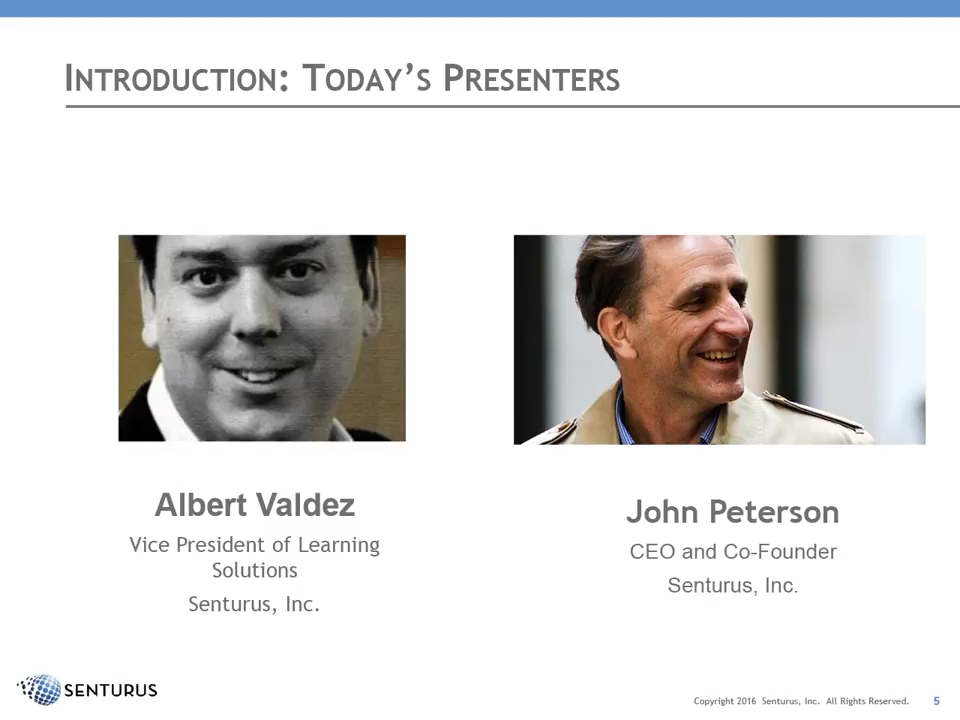 INTRODUCTION: TODAY'S PRESENTERS
Albert Valdez
Vice President of Learning
Solutions
Senturus, Inc.
John Peterson
CEO and Co-Founder
Senturus, Inc.
SENTURUS
Copyright 2016 Senturus, Inc. All Rights Reserved.
5